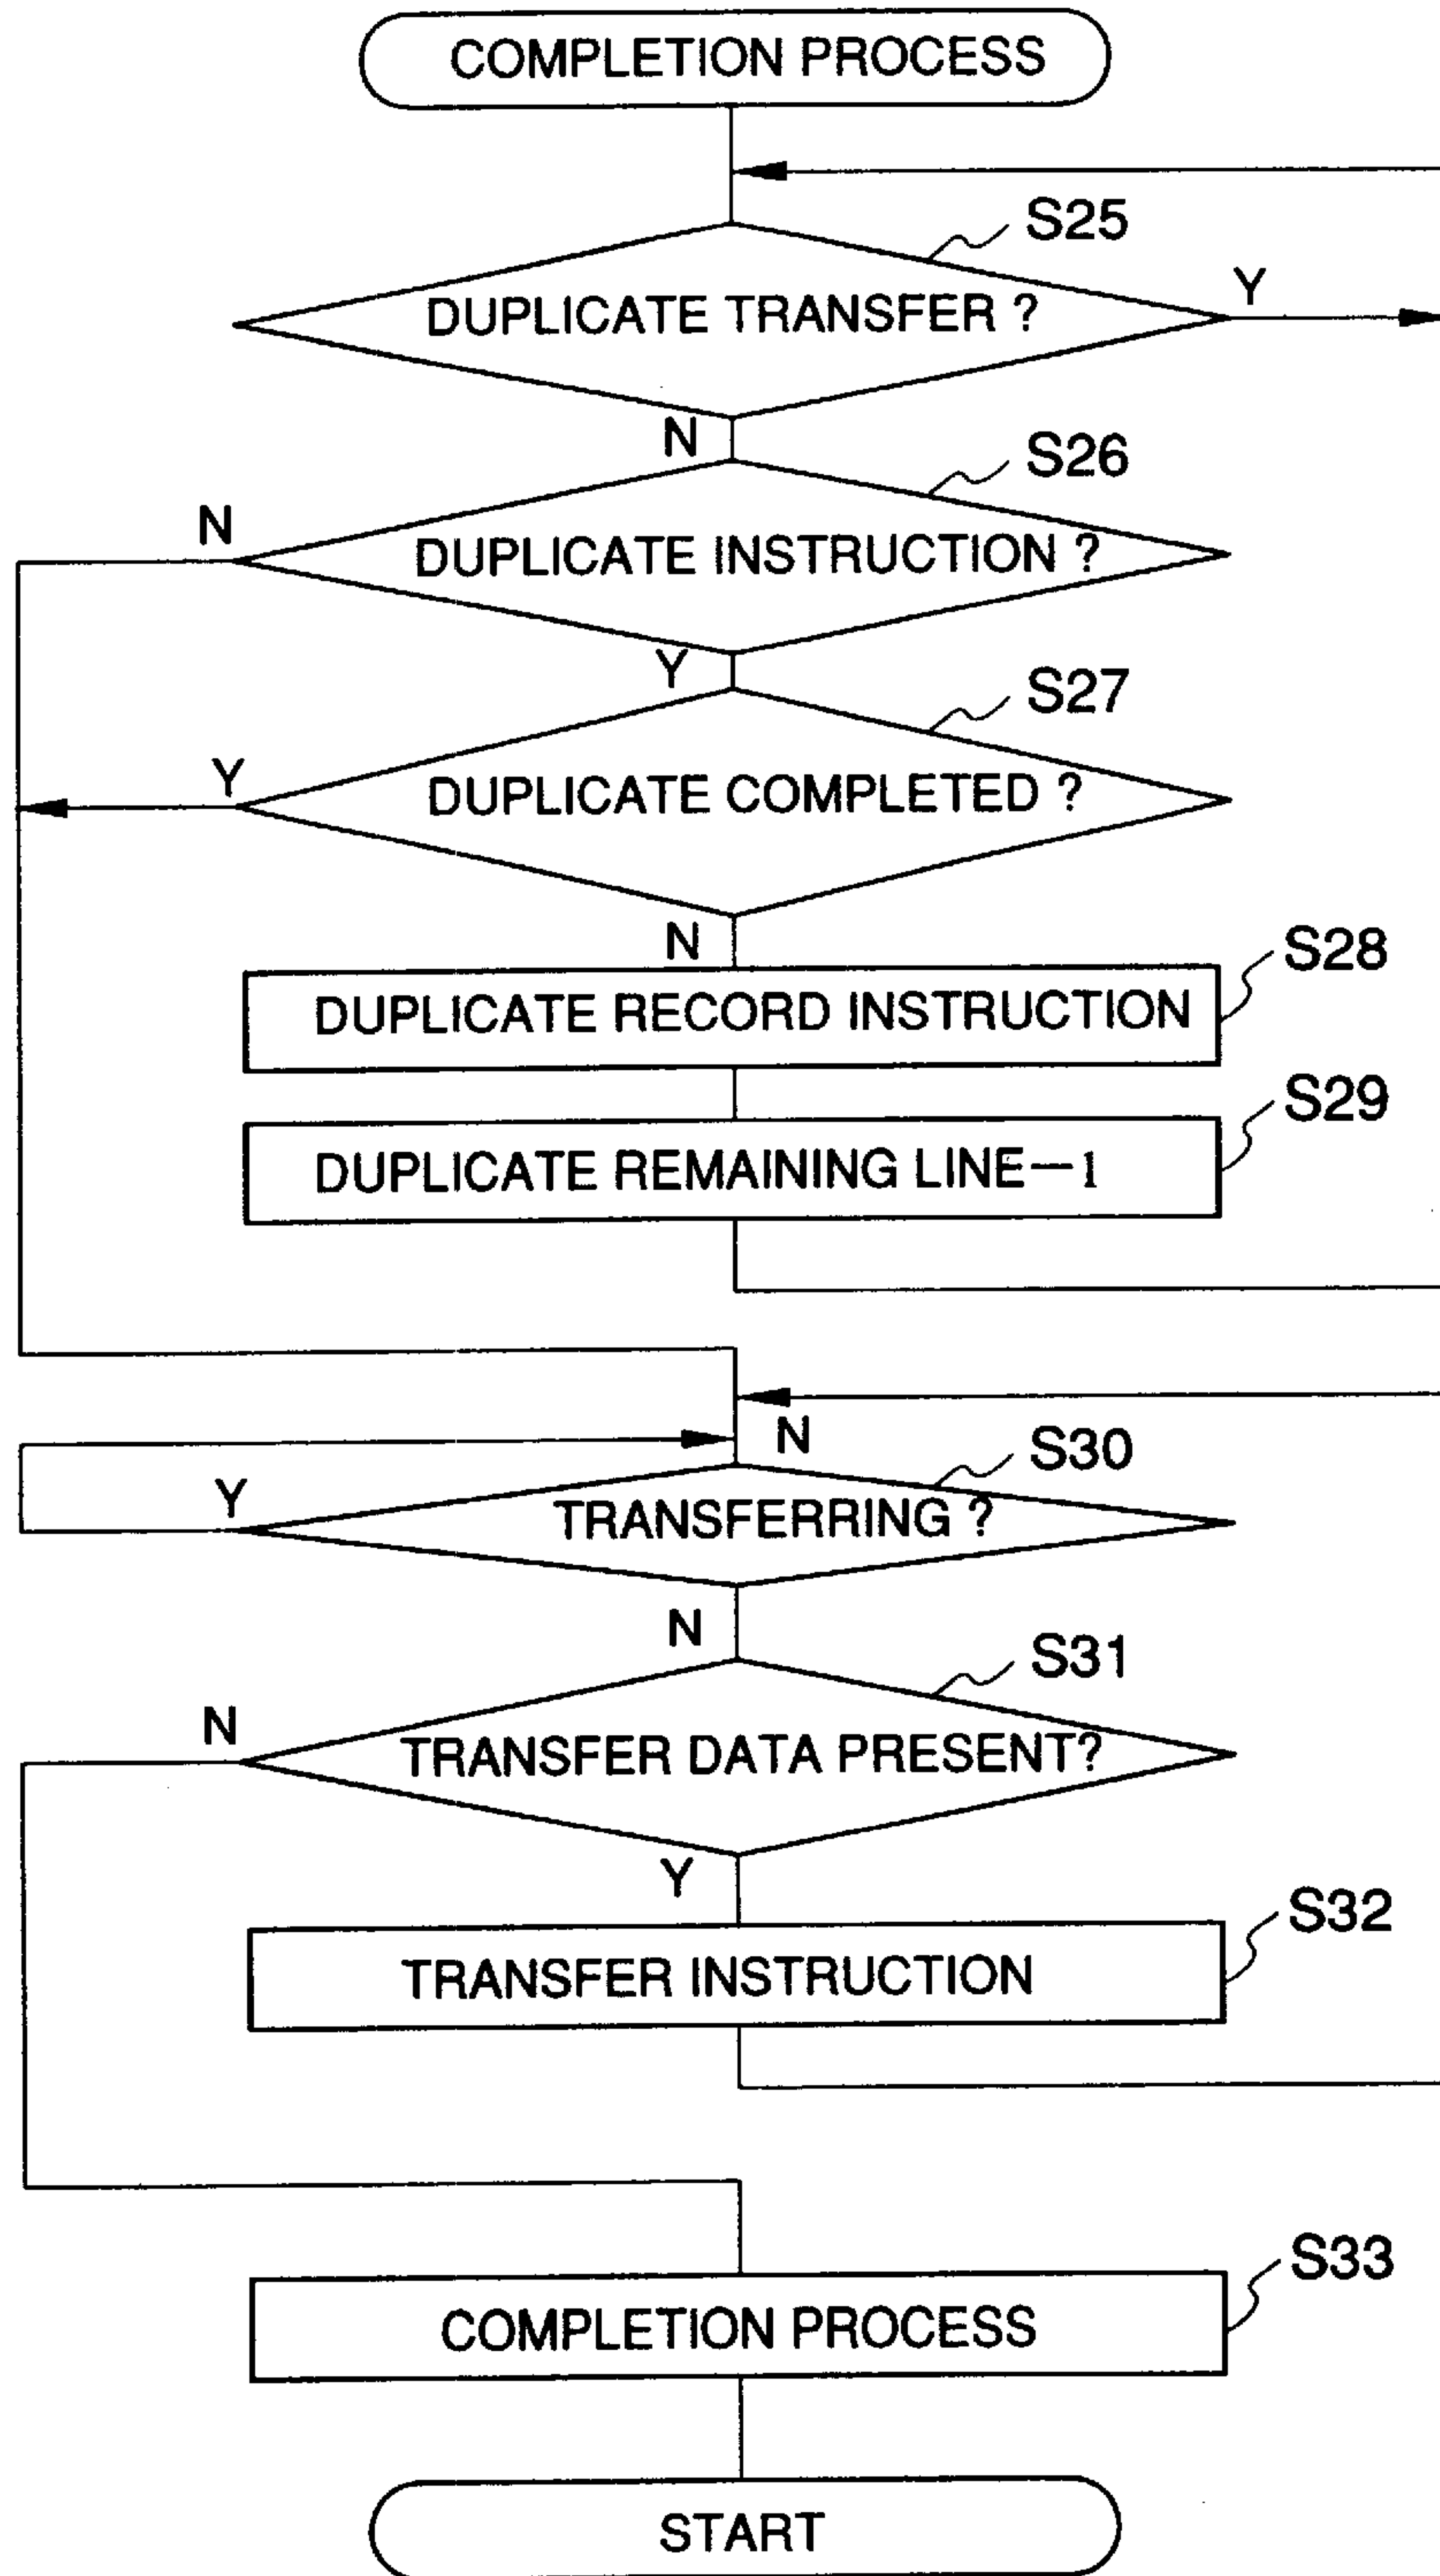 COMPLETION PROCESS
S25
DUPLICATE TRANSFER ?
Y
N
S26
N
DUPLICATE INSTRUCTION ?
Y
S27
Y
DUPLICATE COMPLETED ?
N
S28
DUPLICATE RECORD INSTRUCTION
S29
DUPLICATE REMAINING LINE—1
N
S30
Y
TRANSFERRING ?
N
S31
N
TRANSFER DATA PRESENT?
Y
S32
TRANSFER INSTRUCTION
S33
COMPLETION PROCESS
START